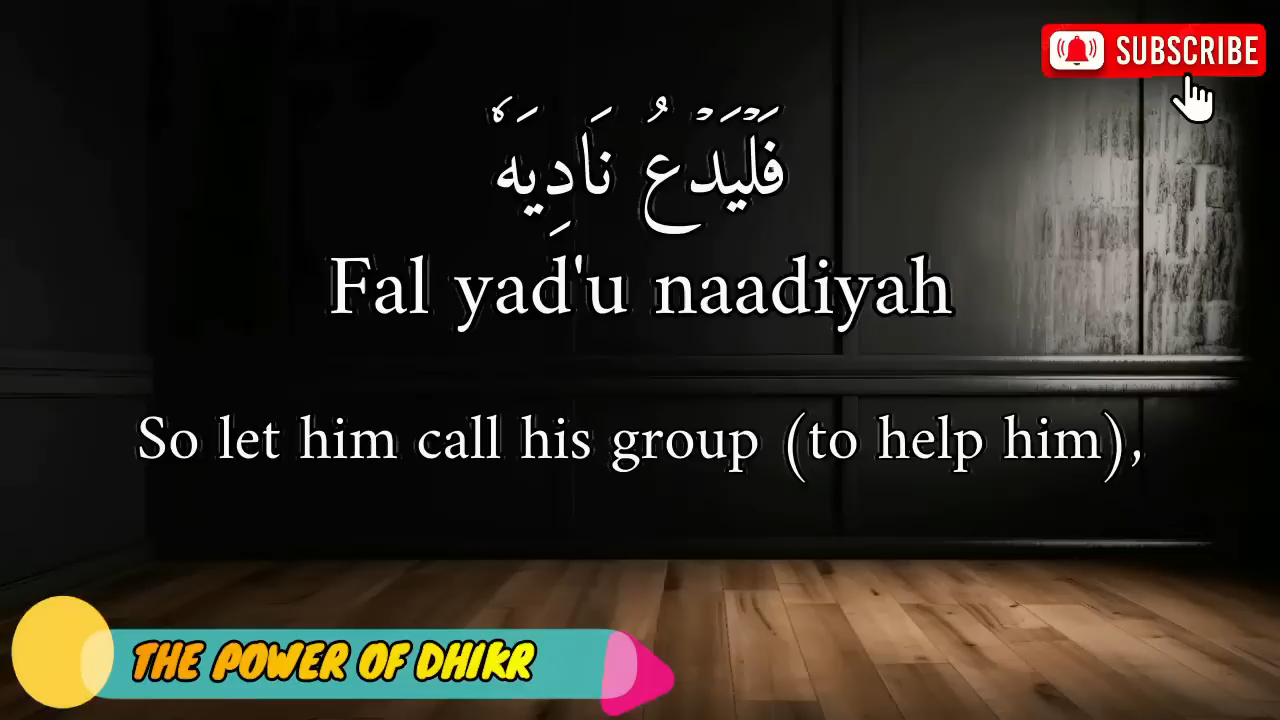 SUBSCRIBE
فَلۡيَدۡعُ نَادِيَهٗ
Fal yad'u naadiyah
So let him call his group (to help him),
THE POWER OF DHIKR